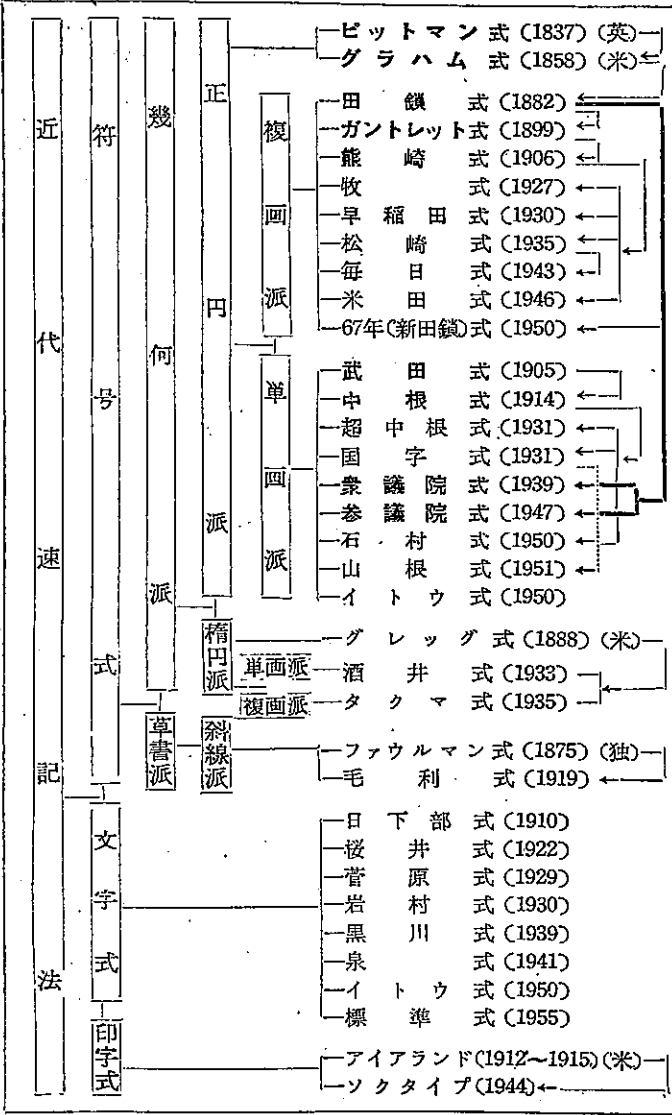 近代速記法
符号式
文字式
印字式
幾何派
草書派
正円派
楕円派
斜線派
複画派
単画派
単画派
複画派
ピットマン式(1837)(英)
グラハム式(1858)(米)
田鎖式(1882)
ガントレット式(1899)
熊崎式(1906)
牧式(1927)
早稲田式(1930)
松崎式(1935)
毎日式(1943)
米田式(1946)
67年(新田鎖)式(1950)
武田式(1905)
中根式(1914)
超中根式(1931)
国字式(1931)
衆議院式(1939)
参議院式(1947)
石村式(1950)
山根式(1951)
イトウ式(1950)
グレッグ式(1888)(米)
酒井式(1933)
タクマ式(1935)
ファウルマン式(1875)(独)
毛利式(1919)
日下部式(1910)
桜井式(1922)
菅原式(1929)
岩村式(1930)
黒川式(1939)
泉式(1941)
イトウ式(1950)
標準式(1955)
アイアランド(1912~1915)(米)
ソクタイプ(1944)